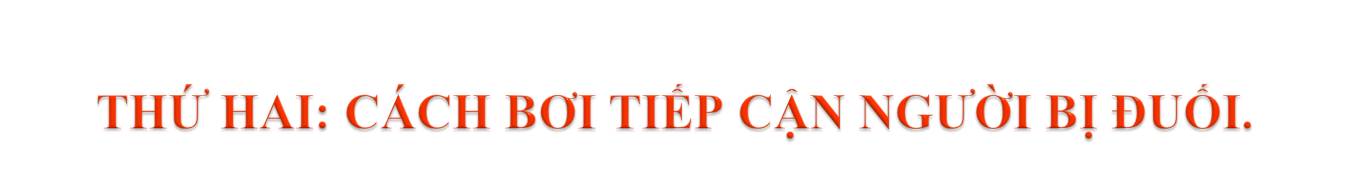 THỨ HAI: CÁCH BƠI TIẾP CẬN NGƯỜI BỊ ĐUỐI.